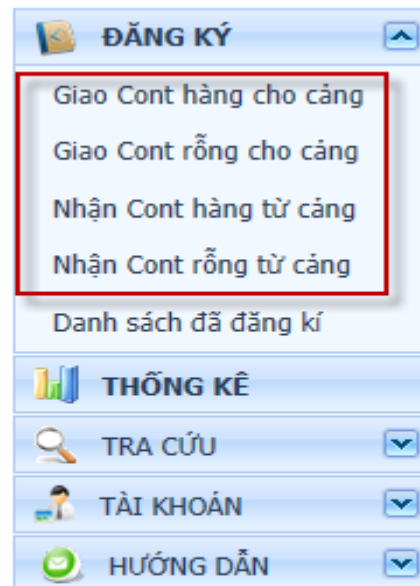 ĐĂNG KÝ
Giao Cont hàng cho cảng
Giao Cont rỗng cho cảng
Nhận Cont hàng từ cảng
Nhận Cont rỗng từ cảng
Danh sách đã đăng kí
THỐNG KÊ
TRA CỨU
TÀI KHOẢN
HƯỚNG DẪN